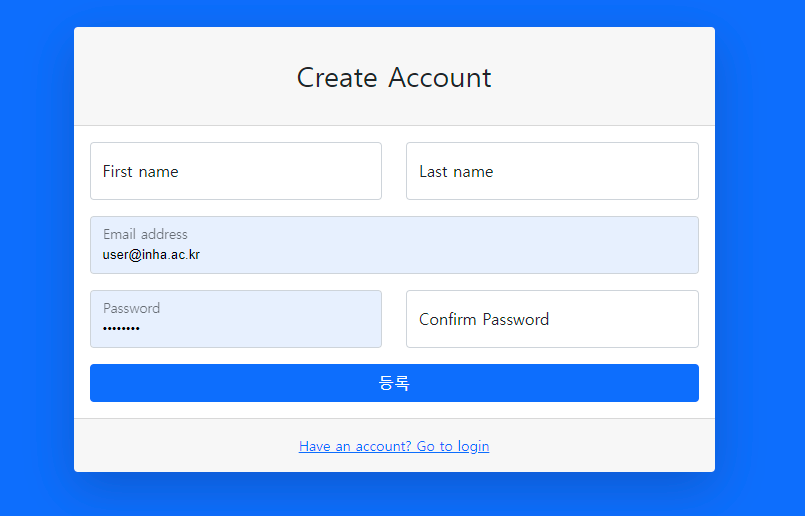 Create Account
First name
Last name
Email address
user@inha.ac.kr
Password
••••••••
Confirm Password
등록
Have an account? Go to login